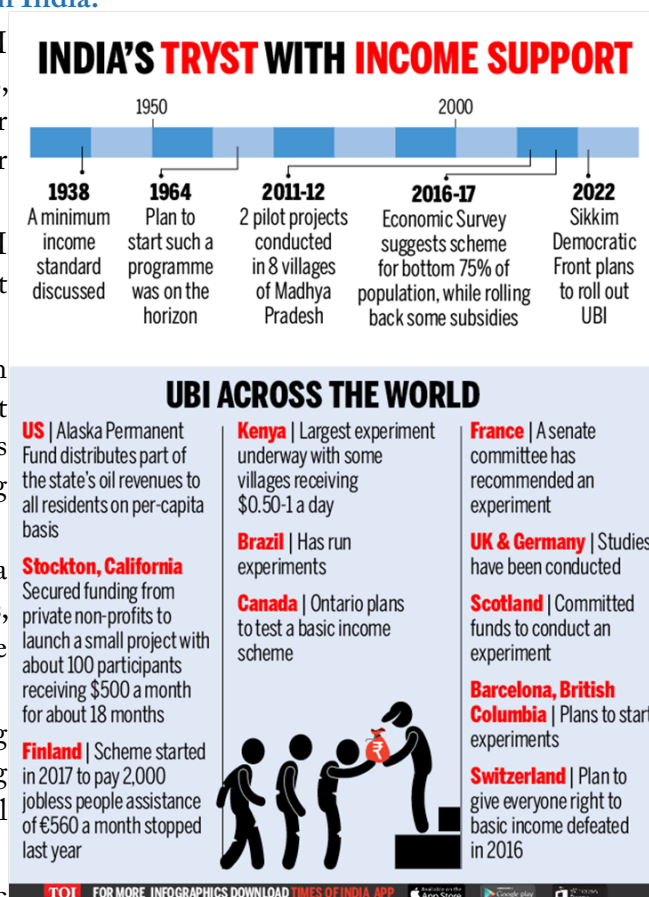 n India.
INDIA'S TRYST WITH INCOME SUPPORT
1950
2000
1938
A minimum
income
standard
discussed
1964
Plan to
start such a
programme
was on the
horizon
2011-12
2 pilot projects
conducted
in 8 villages
of Madhya
Pradesh
2016-17
Economic Survey
suggests scheme
for bottom 75% of
population, while rolling
back some subsidies
2022
Sikkim
Democratic
Front plans
to roll out
UBI
UBI ACROSS THE WORLD
US | Alaska Permanent
Fund distributes part of
the state's oil revenues to
all residents on per-capita
basis
Stockton, California
Secured funding from
private non-profits to
launch a small project with
about 100 participants
receiving $500 a month
for about 18 months
Finland | Scheme started
in 2017 to pay 2,000
jobless people assistance
of €560 a month stopped
last year
Kenya | Largest experiment
underway with some
villages receiving
$0.50-1 a day
Brazil | Has run
experiments
Canada | Ontario plans
to test a basic income
scheme
₹
France | A senate
committee has
recommended an
experiment
UK & Germany | Studies
have been conducted
Scotland | Committed
funds to conduct an
experiment
Barcelona, British
Columbia | Plans to start
experiments
Switzerland | Plan to
give everyone right to
basic income defeated
in 2016
TOI FOR MORE INFOGRAPHICS DOWNLOAD TIMES OF INDIA APP
Available on the
App Store
Google play